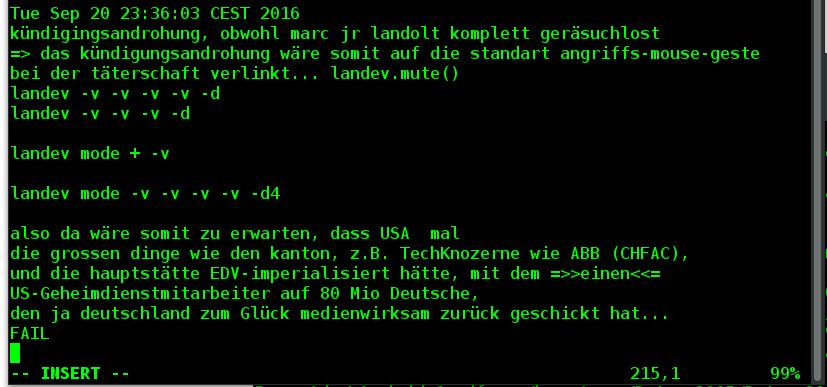 Tue Sep 20 23:36:03 CEST 2016
kündigingsandrohung, obwohl marc jr landolt komplett geräsuchlost
=> das kündigungsandrohung wäre somit auf die standart angriffs-mouse-geste
bei der täterschaft verlinkt... landev.mute()
landev -v -v -v -v -d
landev -v -v -v -d
landev mode + -v
landev mode -v -v -v -v -d4
also da wäre somit zu erwarten, dass USA  mal
die grossen dinge wie den kanton, z.B. TechKnozerne wie ABB (CHFAC),
und die hauptstätte EDV-imperialisiert hätte, mit dem =>>einen<<=
US-Geheimdienstmitarbeiter auf 80 Mio Deutsche,
den ja deutschland zum Glück medienwirksam zurück geschickt hat...
FAIL
-- INSERT -- 215,1 99%